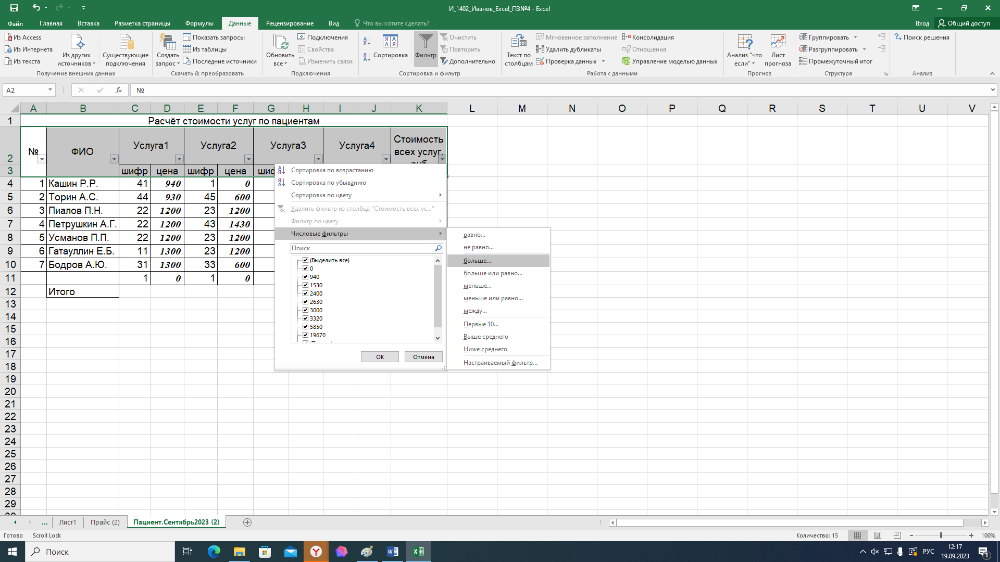 И_1402_Иванов_Excel_ПЗ№4 - Excel
Файл Главная Вставка Разметка страницы Формулы Данные Рецензирование Вид Что вы хотите сделать? Вход Общий доступ
Из Access
Из Интернета
Из текста
Из других источников
Существующие подключения
Получение внешних данных
Создать запрос
Показать запросы
Из таблицы
Последние источники
Скачать & преобразовать
Обновить все
Подключения
Свойства
Изменить связи
Подключения
Сортировка
Фильтр
Очистить
Повторить
Дополнительно
Сортировка и фильтр
Текст по столбцам
Мгновенное заполнение
Удалить дубликаты
Проверка данных
Консолидация
Отношения
Управление моделью данных
Работа с данными
Анализ "что если"
Лист прогноза
Прогноз
Группировать
Разгруппировать
Промежуточный итог
Структура
Поиск решения
Анализ
A2 fx №
A B C D E F G H I J K L M N O P Q R S T U V
1 Расчёт стоимости услуг по пациентам
2 № ФИО Услуга1 Услуга2 Услуга3 Услуга4 Стоимость всех услуг,
3 шифр цена шифр цена
4 1 Кашин Р.Р. 41 940 1 0
5 2 Торин А.С. 44 930 45 600
6 3 Пиалов П.Н. 22 1200 23 1200
7 4 Петрушкин А.Г. 22 1200 43 1430
8 5 Усманов П.П. 22 1200 23 1200
9 6 Гатауллин Е.Б. 11 1300 23 1200
10 7 Бодров А.Ю. 31 1300 33 600
11 1 0 1 0
12 Итого
13
14
15
16
17
18
19
20
21
22
23
24
25
26
27
28
29
Сортировка по возрастанию
Сортировка по убыванию
Сортировка по цвету
Удалить фильтр из столбца "Стоимость всех ус..."
Фильтр по цвету
Числовые фильтры
Поиск
(Выделить все)
0
940
1530
2400
2630
3000
3320
5850
19670
ОК Отмена
равно...
не равно...
больше...
больше или равно...
меньше...
меньше или равно...
между...
Первые 10...
Выше среднего
Ниже среднего
Настраиваемый фильтр...
... Лист1 Прайс (2) Пациент.Сентябрь2023 (2)
Готово Scroll Lock Количество: 15 100%
Поиск
РУС
12:17
19.09.2023
1